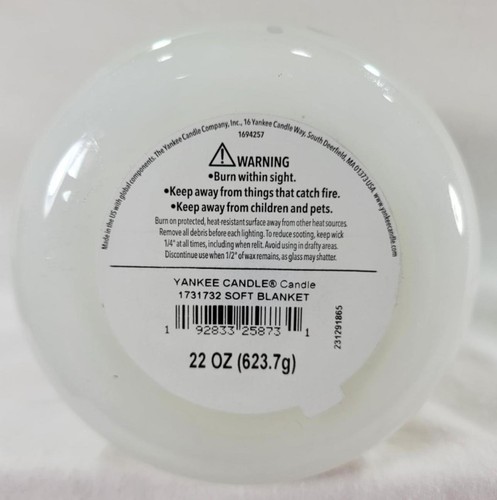 Made in the US with global components. The Yankee Candle Company, Inc., 16 Yankee Candle Way, South Deerfield, MA 01373 USA. www.yankeecandle.com
1694257
⚠WARNING
•Burn within sight.
•Keep away from things that catch fire.
•Keep away from children and pets.
Burn on protected, heat-resistant surface away from other heat sources.
Remove all debris before each lighting. To reduce sooting, keep wick
1/4" at all times, including when relit. Avoid using in drafty areas.
Discontinue use when 1/2" of wax remains, as glass may shatter.
YANKEE CANDLE® Candle
1731732 SOFT BLANKET
1 92833 25873 1
231291865
22 OZ (623.7g)